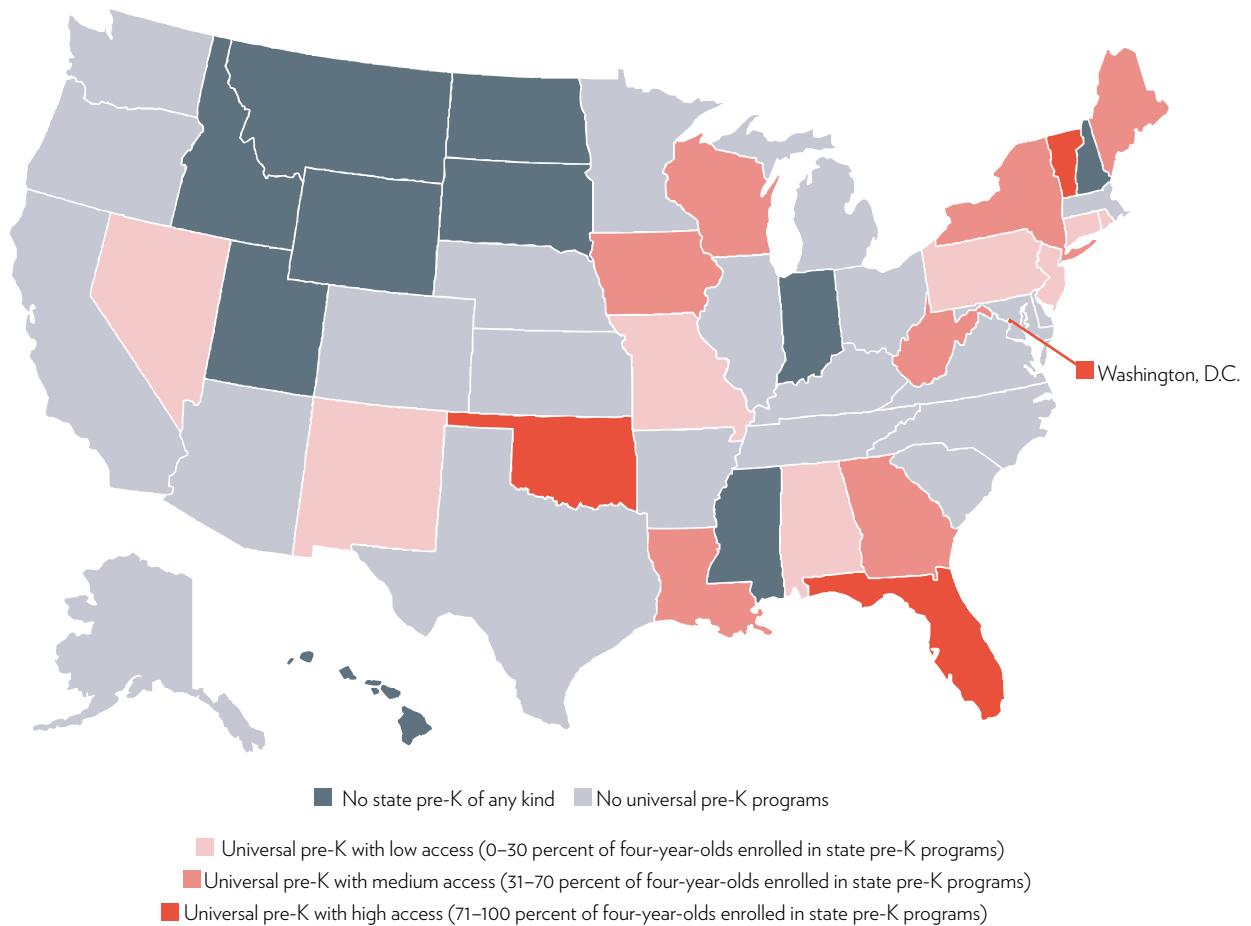 Washington, D.C.
No state pre-K of any kind No universal pre-K programs
Universal pre-K with low access (0–30 percent of four-year-olds enrolled in state pre-K programs)
Universal pre-K with medium access (31–70 percent of four-year-olds enrolled in state pre-K programs)
Universal pre-K with high access (71–100 percent of four-year-olds enrolled in state pre-K programs)